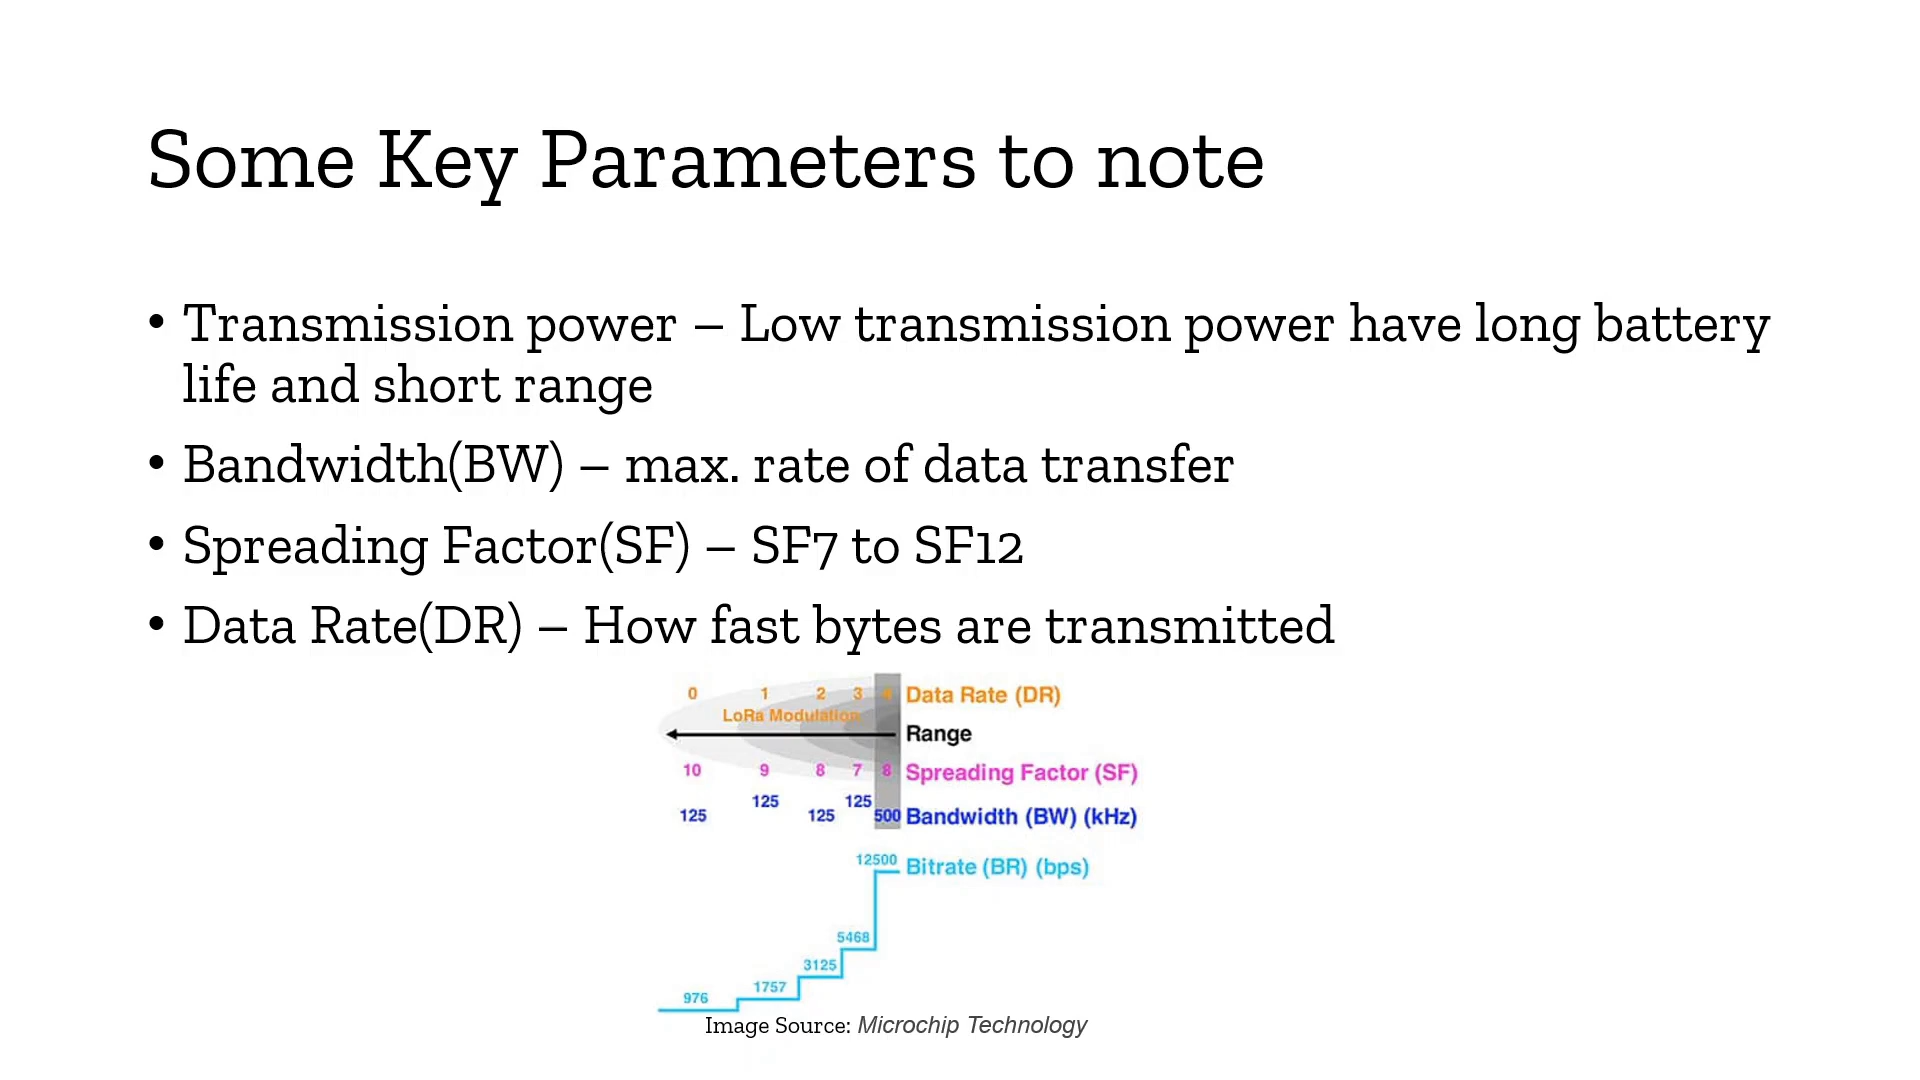 Some Key Parameters to note
• Transmission power – Low transmission power have long battery
life and short range
• Bandwidth(BW) – max. rate of data transfer
• Spreading Factor(SF) – SF7 to SF12
• Data Rate(DR) – How fast bytes are transmitted
0 1 2 3 4 Data Rate (DR)
LoRa Modulation
Range
10 9 8 7 8 Spreading Factor (SF)
125 125 125 125 500 Bandwidth (BW) (kHz)
12500 Bitrate (BR) (bps)
5468
3125
1757
976
Image Source: Microchip Technology